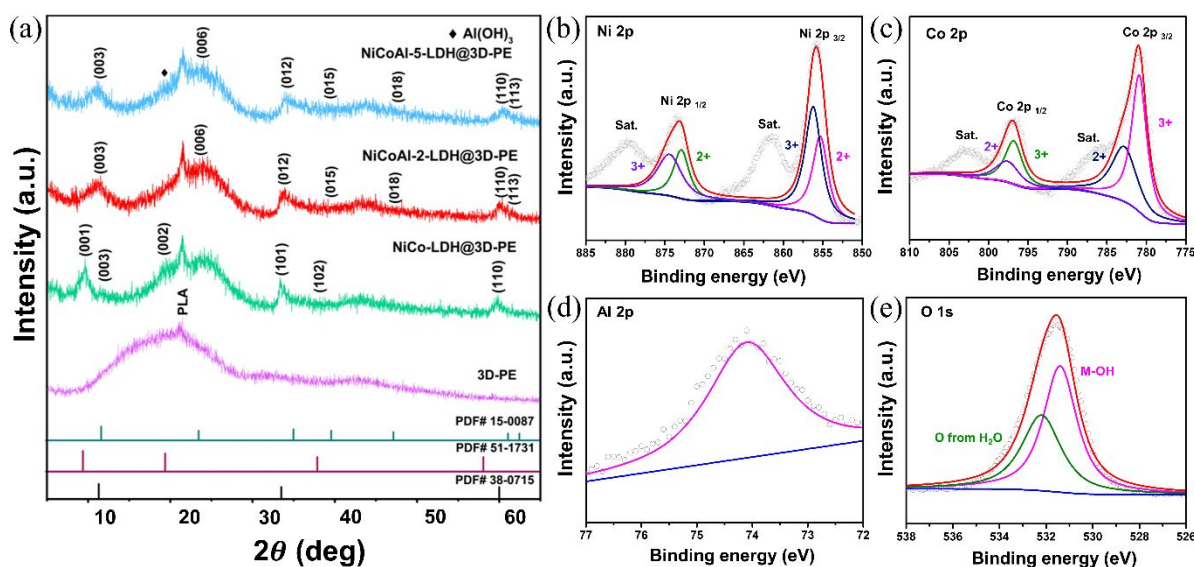 (a)
Intensity (a.u.)
♦ Al(OH)3
NiCoAl-5-LDH@3D-PE
(003)
(006)
(012)
(015)
(018)
(110)
(113)
NiCoAl-2-LDH@3D-PE
(003)
(006)
(012)
(015)
(018)
(110)
(113)
NiCo-LDH@3D-PE
(001)
(003)
(002)
(101)
(102)
(110)
PLA
3D-PE
PDF# 15-0087
PDF# 51-1731
PDF# 38-0715
10 20 30 40 50 60
2θ (deg)
(b)
Ni 2p
Ni 2p 3/2
Ni 2p 1/2
Sat.
Sat.
3+
2+
3+
2+
Intensity (a.u.)
885 880 875 870 865 860 855 850
Binding energy (eV)
(c)
Co 2p
Co 2p 3/2
Co 2p 1/2
Sat.
Sat.
2+
3+
2+
3+
Intensity (a.u.)
810 805 800 795 790 785 780 775
Binding energy (eV)
(d)
Al 2p
Intensity (a.u.)
77 76 75 74 73 72
Binding energy (eV)
(e)
O 1s
M-OH
O from H2O
Intensity (a.u.)
538 536 534 532 530 528 526
Binding energy (eV)